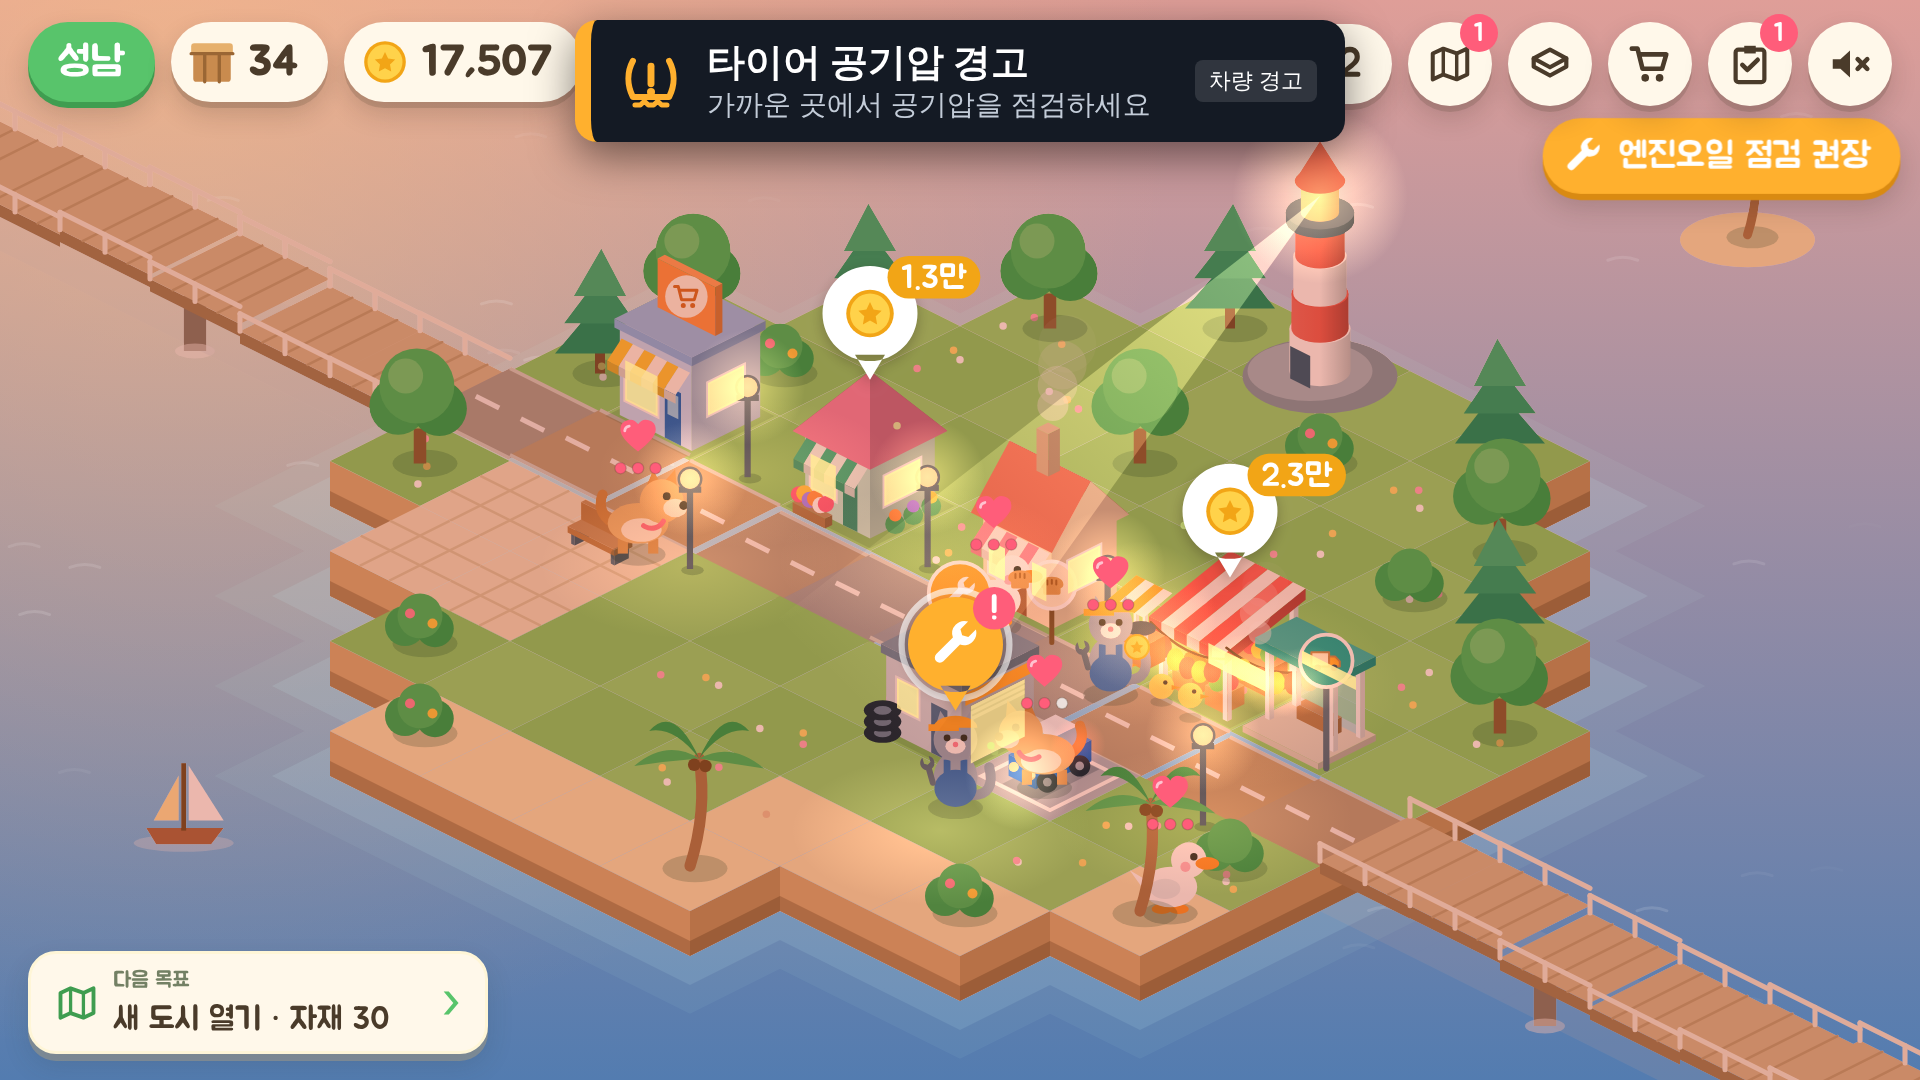 성남
34
17,507
타이어 공기압 경고
가까운 곳에서 공기압을 점검하세요
차량 경고
2
1
1
엔진오일 점검 권장
1.3만
2.3만
!
다음 목표
새 도시 열기 · 자재 30